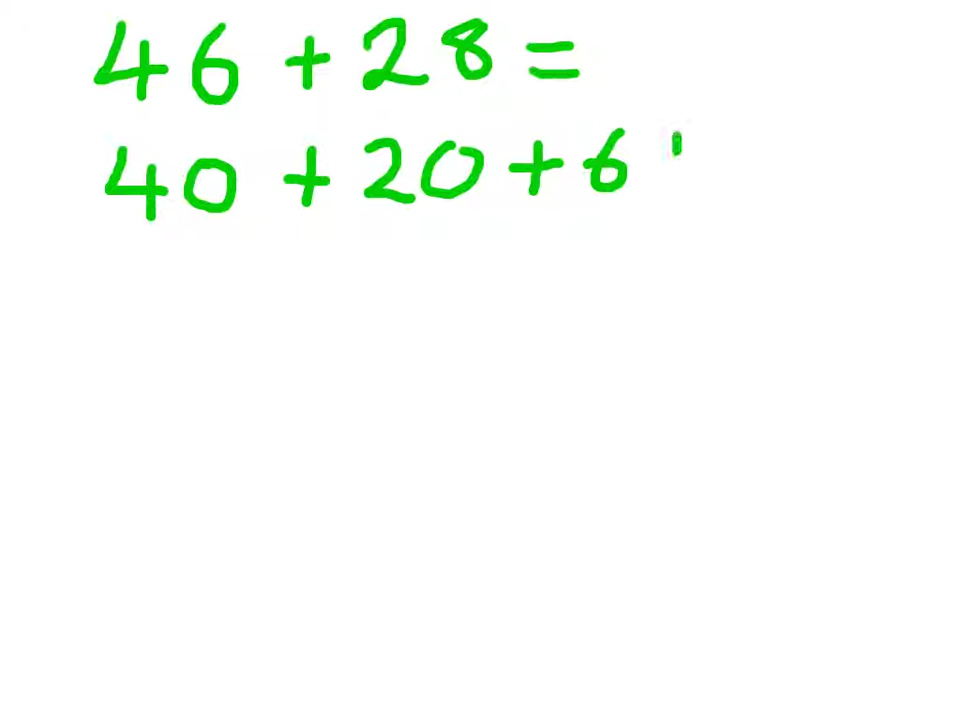 46 + 28 =
40 + 20 + 6